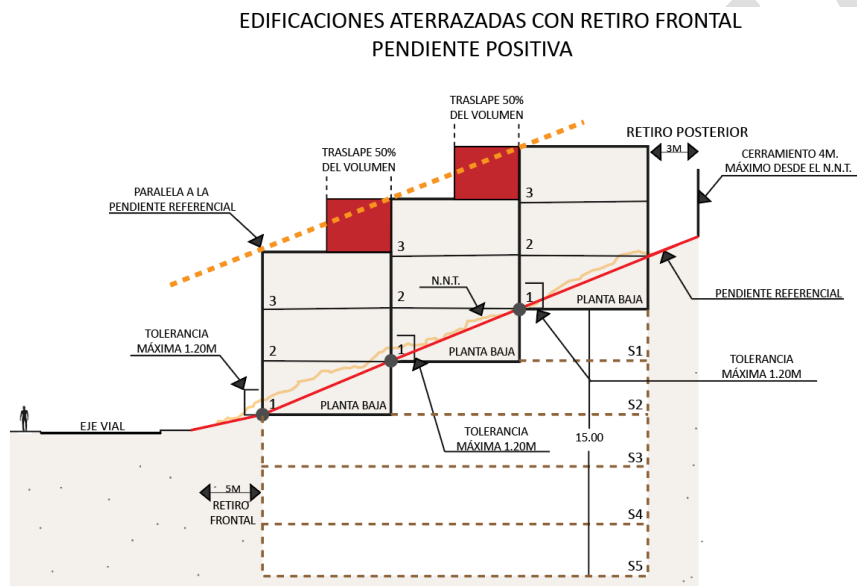 EDIFICACIONES ATERRAZADAS CON RETIRO FRONTAL
PENDIENTE POSITIVA
TRASLAPE 50%
DEL VOLUMEN
TRASLAPE 50%
DEL VOLUMEN
RETIRO POSTERIOR
3M
CERRAMIENTO 4M.
MÁXIMO DESDE EL N.N.T.
PARALELA A LA
PENDIENTE REFERENCIAL
3
2
1
PLANTA BAJA
3
2
1
PLANTA BAJA
3
2
1
PLANTA BAJA
N.N.T.
PENDIENTE REFERENCIAL
TOLERANCIA
MÁXIMA 1.20M
TOLERANCIA
MÁXIMA 1.20M
TOLERANCIA
MÁXIMA 1.20M
EJE VIAL
5M
RETIRO
FRONTAL
15.00
S1
S2
S3
S4
S5